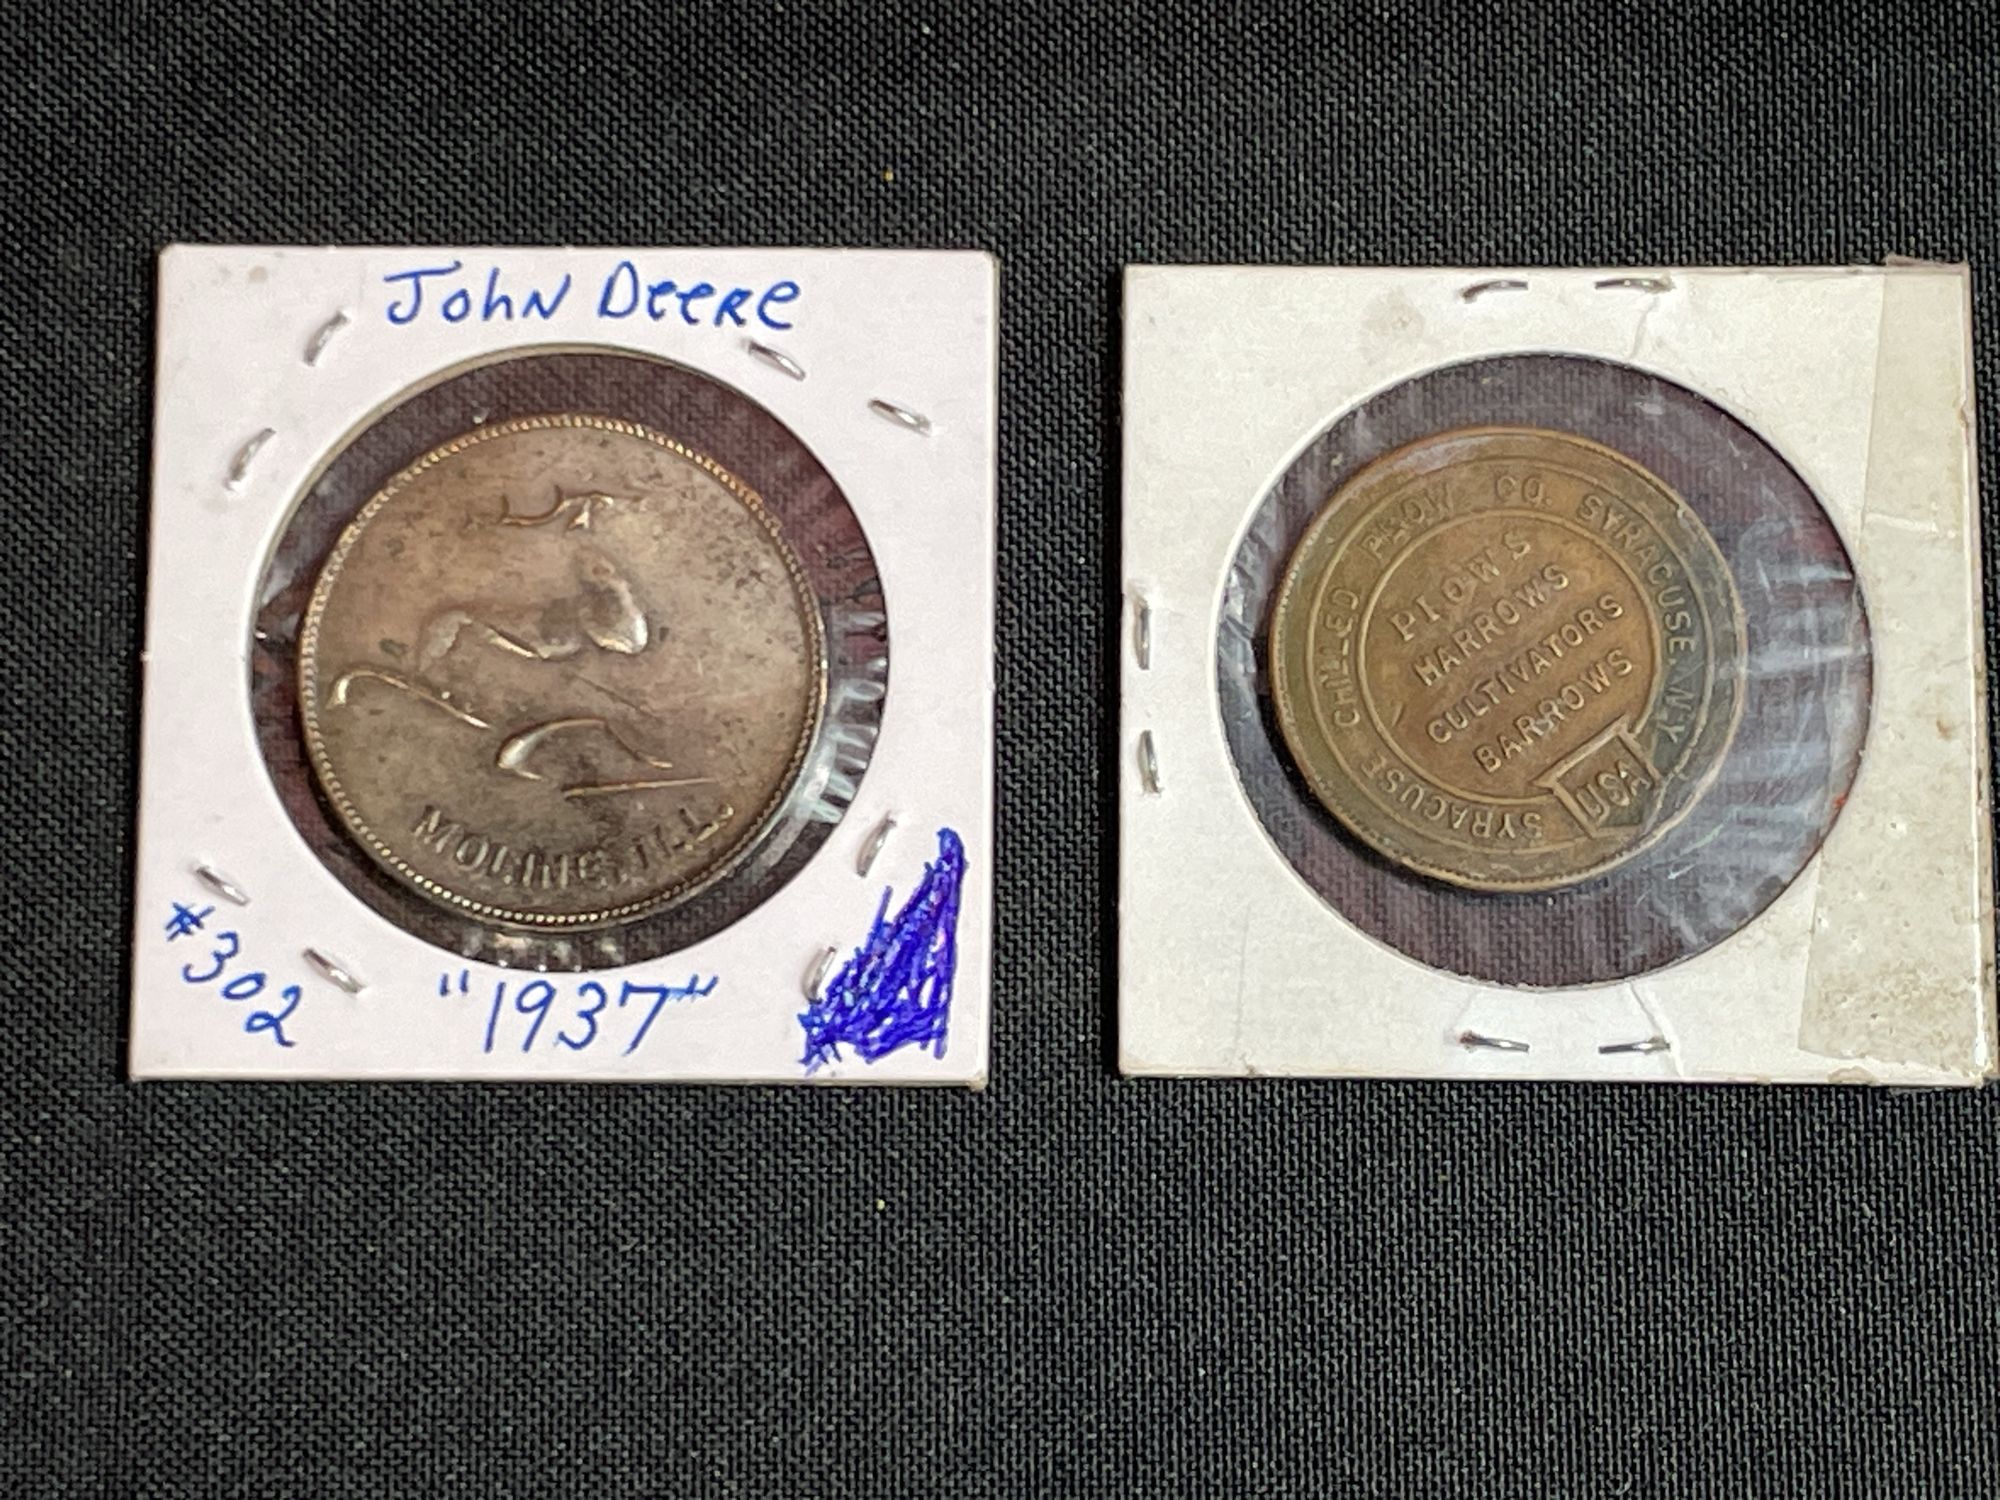 John Deere
MOLINE, ILL.
#302
"1937"
SYRACUSE CHILLED PLOW CO. SYRACUSE. N.Y.
PLOWS
HARROWS
CULTIVATORS
BARROWS
USA